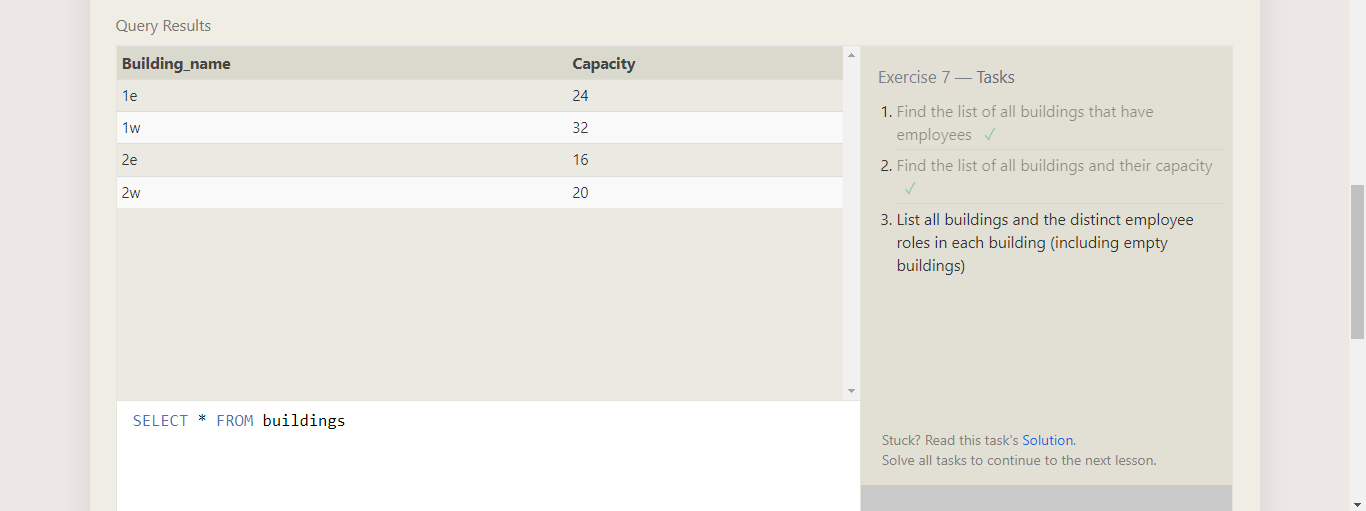 Query Results
Building_name Capacity
1e 24
1w 32
2e 16
2w 20
SELECT * FROM buildings
Exercise 7 — Tasks
1. Find the list of all buildings that have
employees ✓
2. Find the list of all buildings and their capacity
✓
3. List all buildings and the distinct employee
roles in each building (including empty
buildings)
Stuck? Read this task's Solution.
Solve all tasks to continue to the next lesson.